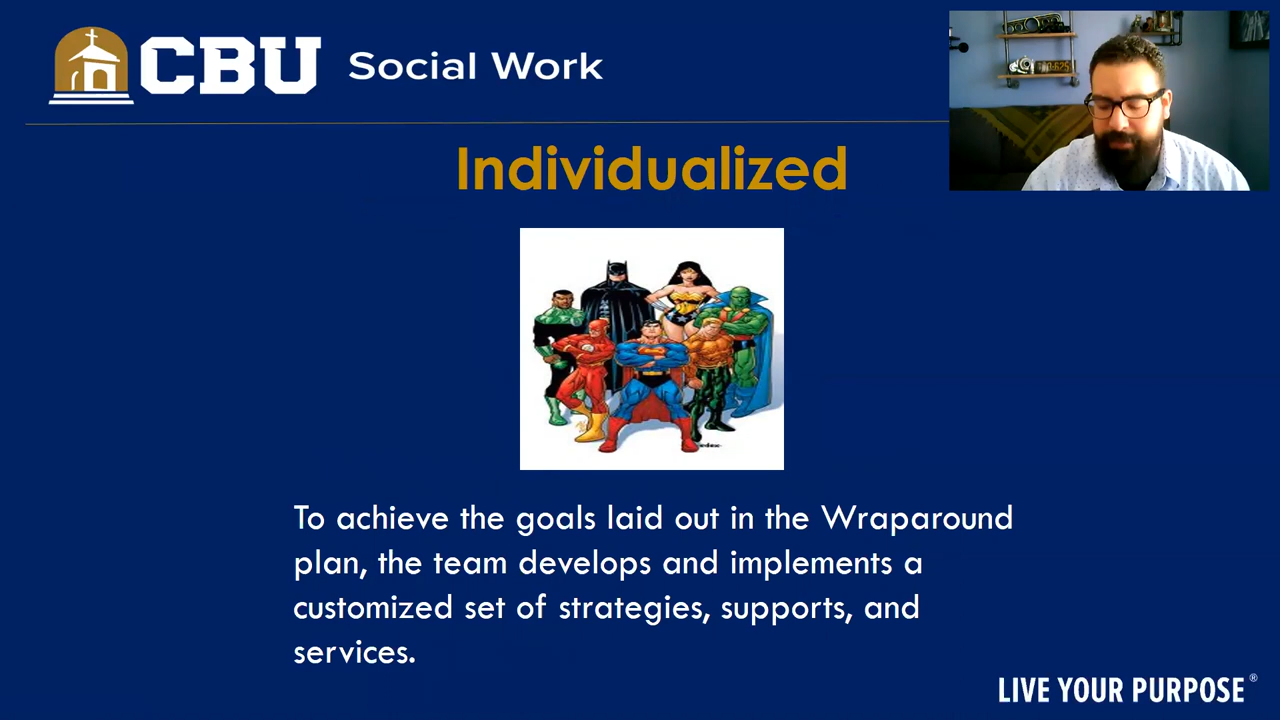 CBU Social Work
Individualized
To achieve the goals laid out in the Wraparound
plan, the team develops and implements a
customized set of strategies, supports, and
services.
LIVE YOUR PURPOSE®